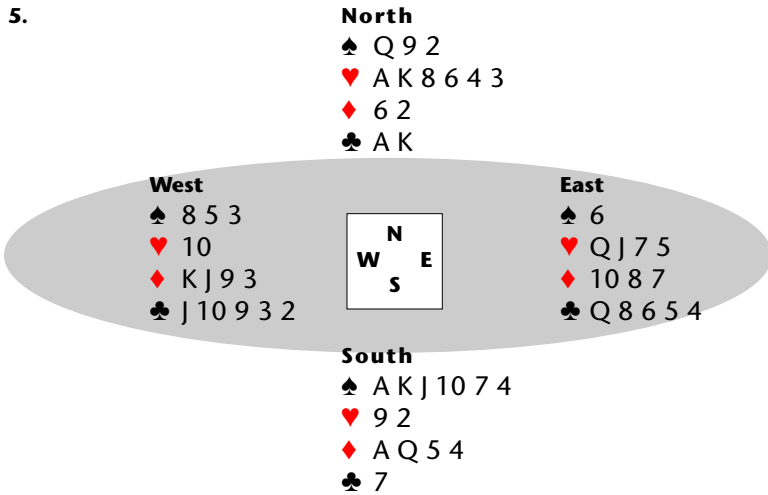 5.
North
♠ Q 9 2
♥ A K 8 6 4 3
♦ 6 2
♣ A K
West
♠ 8 5 3
♥ 10
♦ K J 9 3
♣ J 10 9 3 2
N
W E
S
East
♠ 6
♥ Q J 7 5
♦ 10 8 7
♣ Q 8 6 5 4
South
♠ A K J 10 7 4
♥ 9 2
♦ A Q 5 4
♣ 7